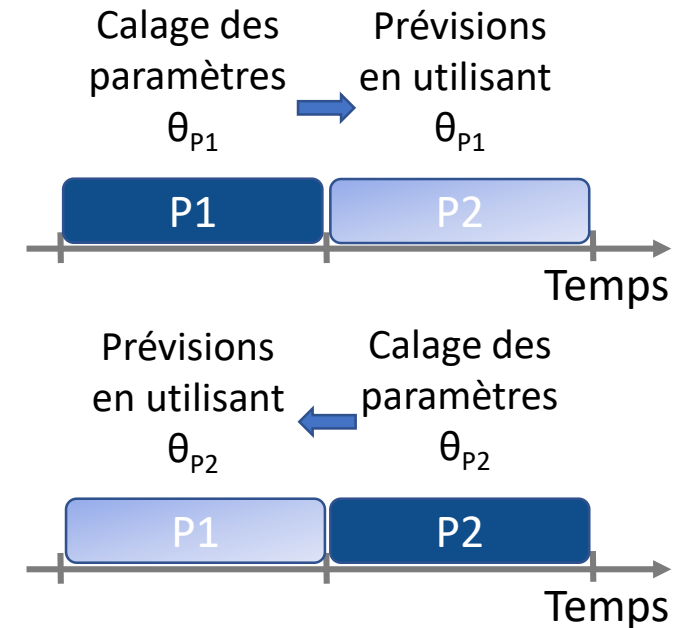 Calage des
paramètres
θP1
Prévisions
en utilisant
θP1
P1
P2
Temps
Prévisions
en utilisant
θP2
Calage des
paramètres
θP2
P1
P2
Temps